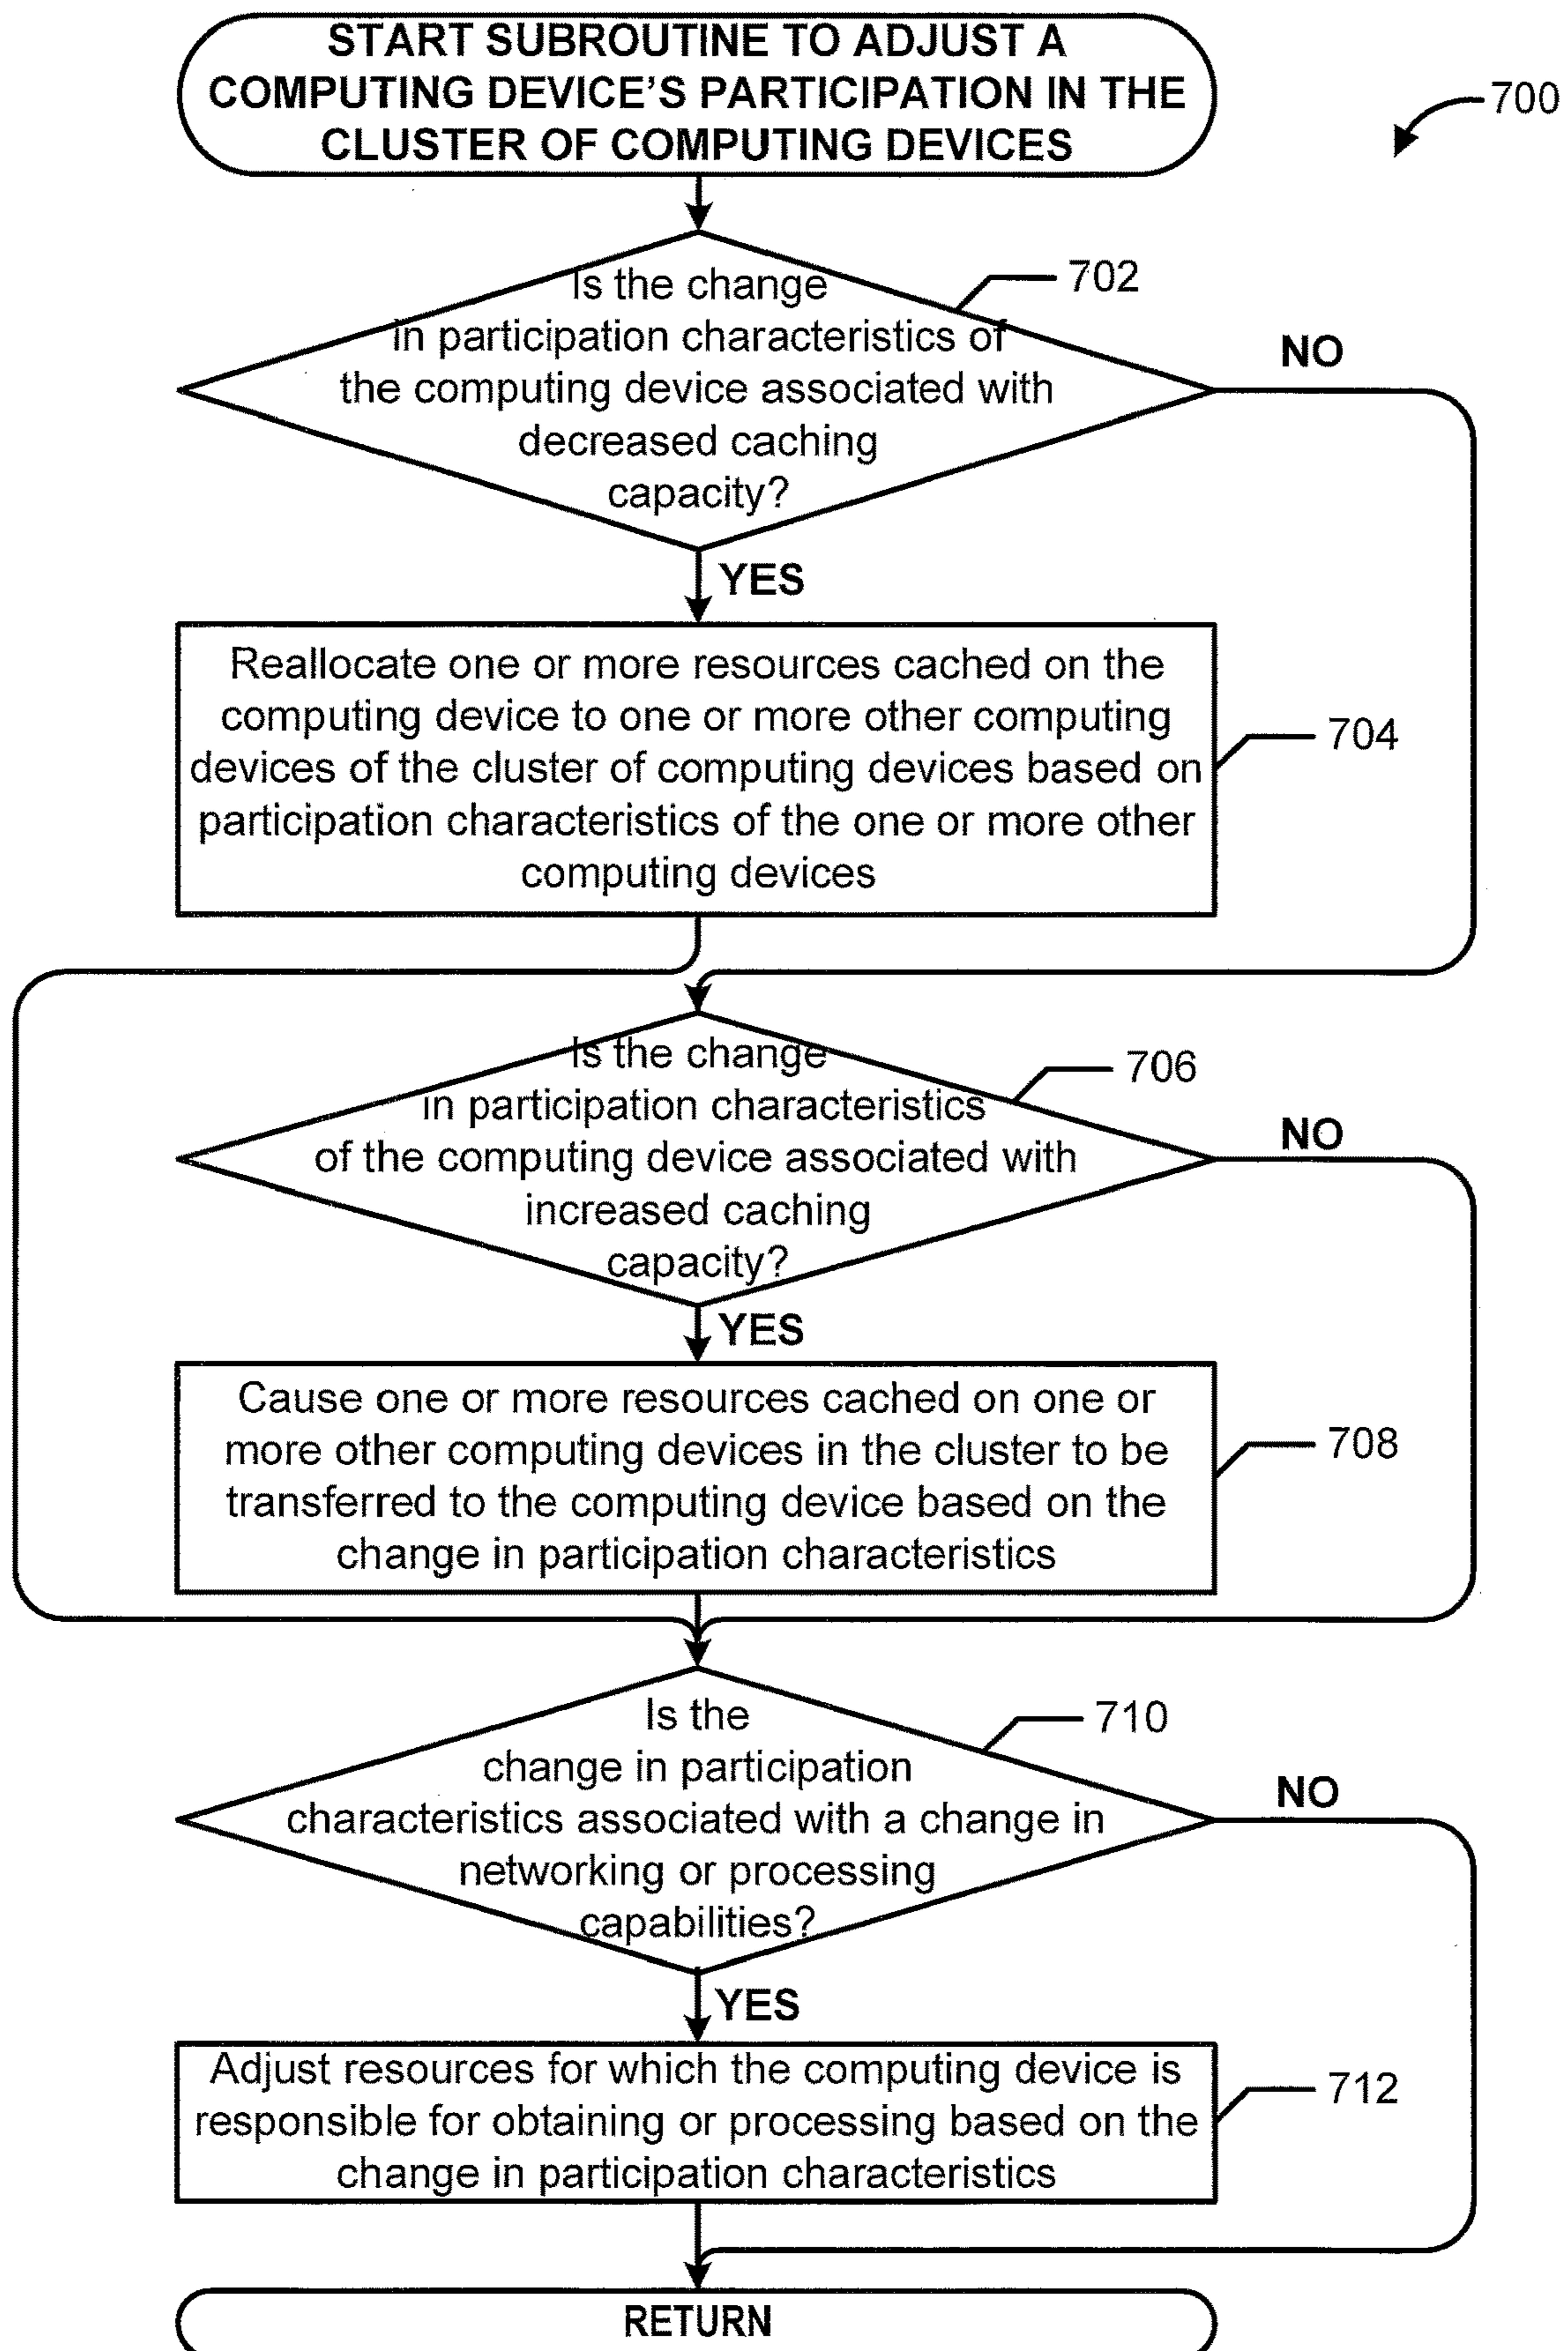 START SUBROUTINE TO ADJUST A
COMPUTING DEVICE'S PARTICIPATION IN THE
CLUSTER OF COMPUTING DEVICES
700
Is the change
in participation characteristics of
the computing device associated with
decreased caching
capacity?
702
NO
YES
Reallocate one or more resources cached on the
computing device to one or more other computing
devices of the cluster of computing devices based on
participation characteristics of the one or more other
computing devices
704
Is the change
in participation characteristics
of the computing device associated with
increased caching
capacity?
706
NO
YES
Cause one or more resources cached on one or
more other computing devices in the cluster to be
transferred to the computing device based on the
change in participation characteristics
708
Is the
change in participation
characteristics associated with a change in
networking or processing
capabilities?
710
NO
YES
Adjust resources for which the computing device is
responsible for obtaining or processing based on the
change in participation characteristics
712
RETURN